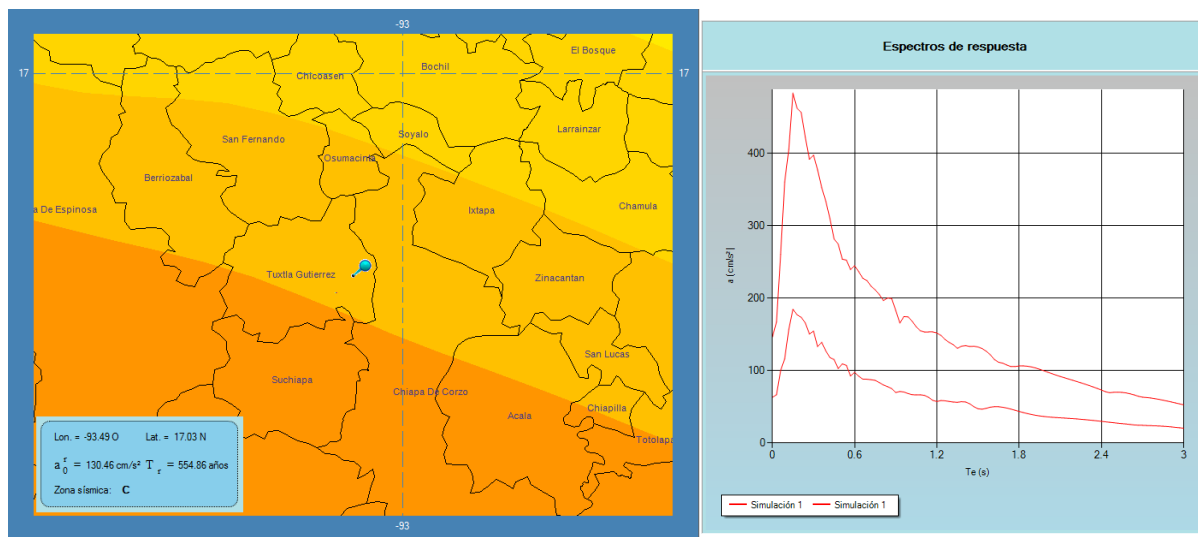 -93
17
17
El Bosque
Bochil
Chicoasen
Larrainzar
Soyalo
San Fernando
Osumacinta
Berriozabal
Ixtapa
Chamula
a De Espinosa
Tuxtla Gutierrez
Zinacantan
San Lucas
Suchiapa
Chiapa De Corzo
Chiapilla
Acala
Totolapa
Lon. = -93.49 O Lat. = 17.03 N
a₀ʳ = 130.46 cm/s² Tᵣ = 554.86 años
Zona sísmica: C
-93
Espectros de respuesta
a (cm/s²)
400
300
200
100
0
0 0.6 1.2 1.8 2.4 3
Te (s)
Simulación 1 Simulación 1